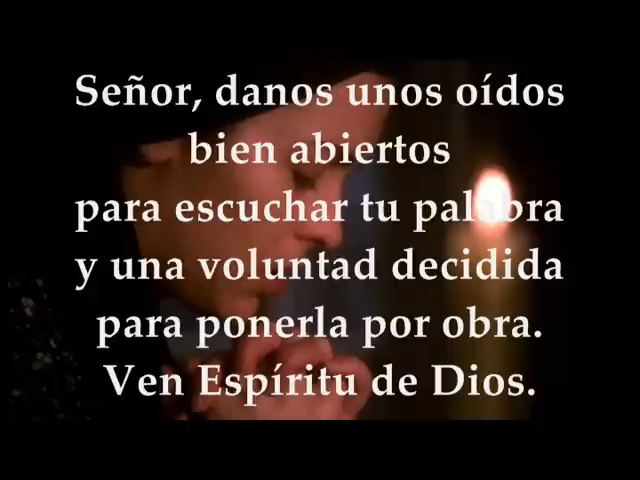 Señor, danos unos oídos
bien abiertos
para escuchar tu palabra
y una voluntad decidida
para ponerla por obra.
Ven Espíritu de Dios.